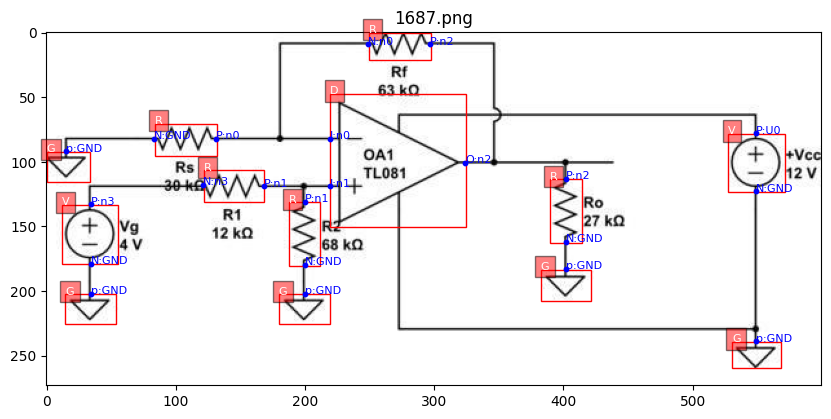 1687.png
R
N:n0
P:n2
Rf
63 kΩ
D
R
N:GND
P:n0
I:n0
G
p:GND
Rs
30 kΩ
R
N:n3
P:n1
I:n1
OA1
TL081
O:n2
V
P:U0
+Vcc
12 V
N:GND
V
P:n3
Vg
4 V
N:GND
R1
12 kΩ
R
P:n1
R2
68 kΩ
N:GND
R
P:n2
Ro
27 kΩ
N:GND
G
p:GND
G
p:GND
G
p:GND
G
p:GND
0
50
100
150
200
250
0
100
200
300
400
500